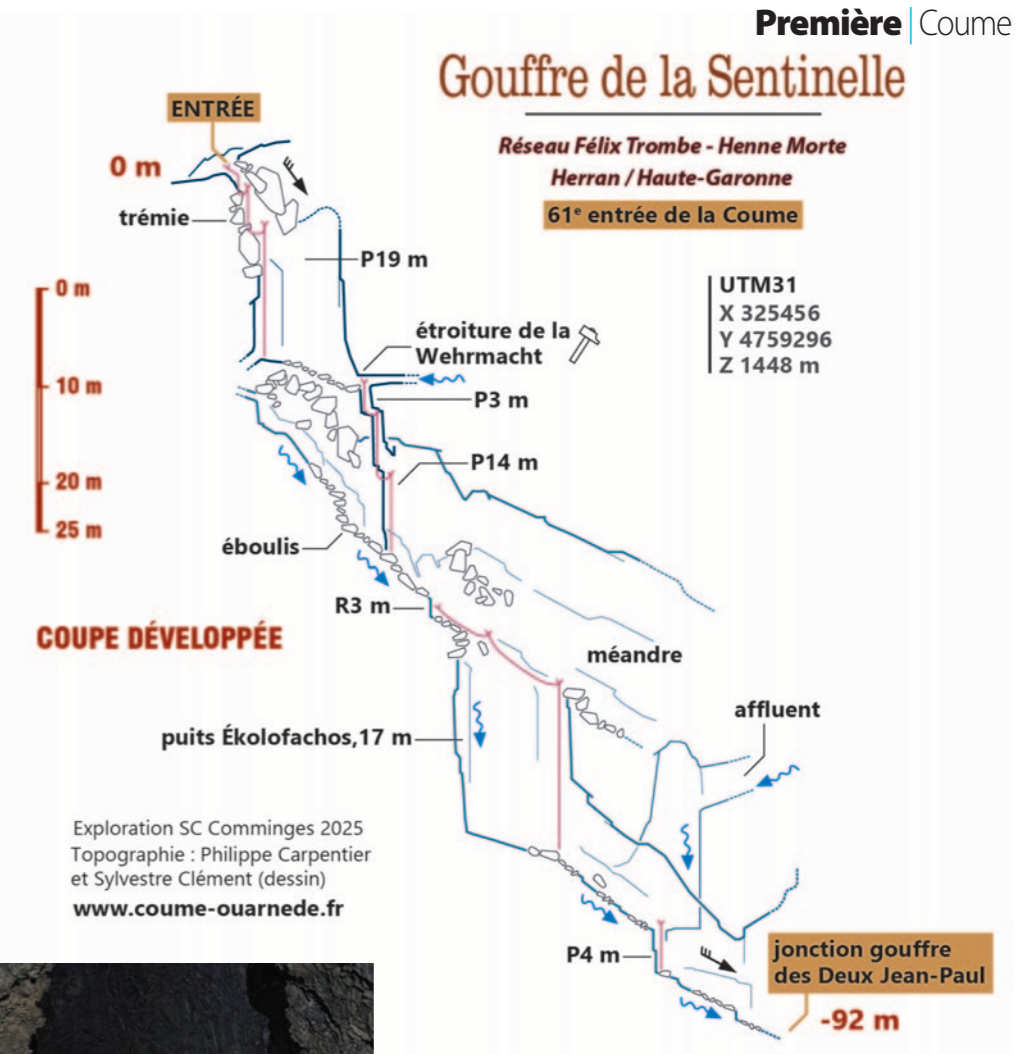 Première | Coume
Gouffre de la Sentinelle
Réseau Félix Trombe - Henne Morte
Herran / Haute-Garonne
61e entrée de la Coume
UTM31
X 325456
Y 4759296
Z 1448 m
ENTRÉE
0 m
trémie
P19 m
0 m
10 m
20 m
25 m
étroiture de la
Wehrmacht
P3 m
P14 m
éboulis
R3 m
COUPE DÉVELOPPÉE
méandre
affluent
puits Ékolofachos,17 m
Exploration SC Comminges 2025
Topographie : Philippe Carpentier
et Sylvestre Clément (dessin)
www.coume-ouarnede.fr
P4 m
jonction gouffre
des Deux Jean-Paul
-92 m